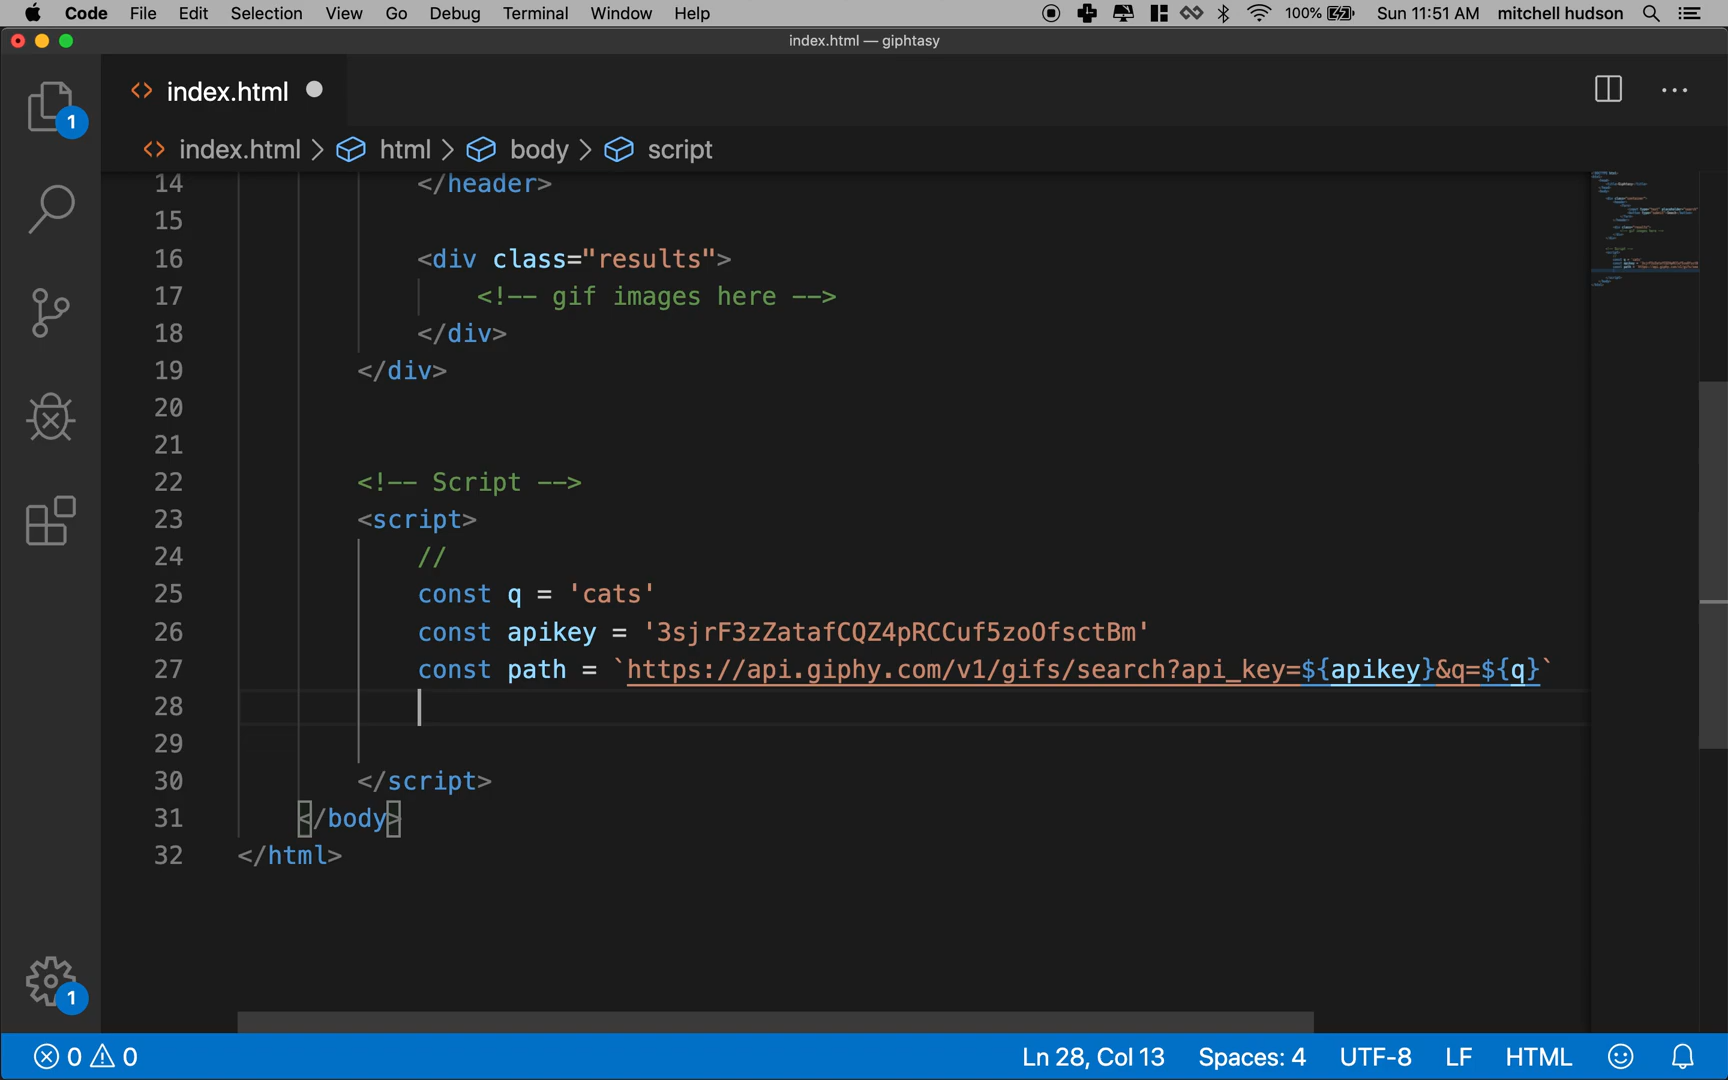 Code File Edit Selection View Go Debug Terminal Window Help 100% Sun 11:51 AM mitchell hudson
index.html — giphtasy
index.html
index.html > html > body > script
1
14 </header>
15
16 <div class="results">
17 <!-- gif images here -->
18 </div>
19 </div>
20
21
22 <!-- Script -->
23 <script>
24 //
25 const q = 'cats'
26 const apikey = '3sjrF3zZatafCQZ4pRCCuf5zoOfsctBm'
27 const path = `https://api.giphy.com/v1/gifs/search?api_key=${apikey}&q=${q}`
28
29
30 </script>
31 </body>
32 </html>
1
0 0 Ln 28, Col 13 Spaces: 4 UTF-8 LF HTML